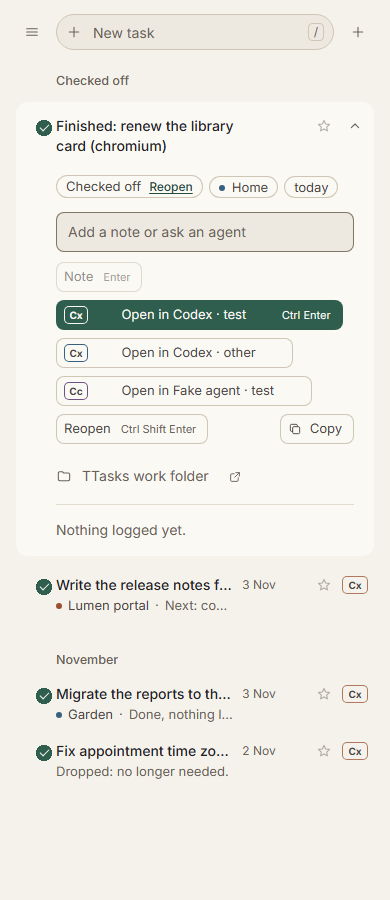 New task /
Checked off
Finished: renew the library
card (chromium)
Checked off Reopen Home today
Add a note or ask an agent
Note Enter
Cx Open in Codex · test Ctrl Enter
Cx Open in Codex · other
Cc Open in Fake agent · test
Reopen Ctrl Shift Enter Copy
TTasks work folder
Nothing logged yet.
Write the release notes f... 3 Nov Cx
Lumen portal · Next: co...
November
Migrate the reports to th... 3 Nov Cx
Garden · Done, nothing l...
Fix appointment time zo... 2 Nov Cx
Dropped: no longer needed.